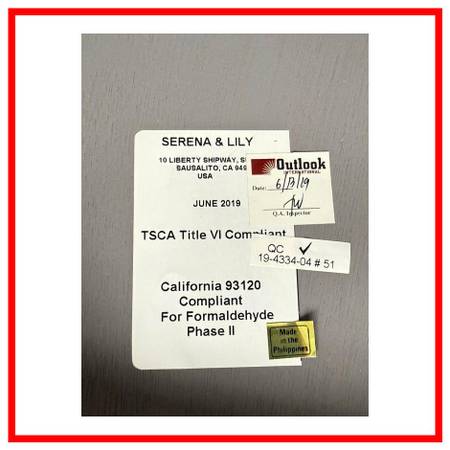 SERENA & LILY
10 LIBERTY SHIPWAY,
SAUSALITO, CA
USA
JUNE 2019
TSCA Title VI Compliant
California 93120
Compliant
For Formaldehyde
Phase II
Outlook
INTERNATIONAL
Date: 6/13/19
Q.A. Inspector
QC ✓
19-4334-04 # 51
Made
in the
Philippines